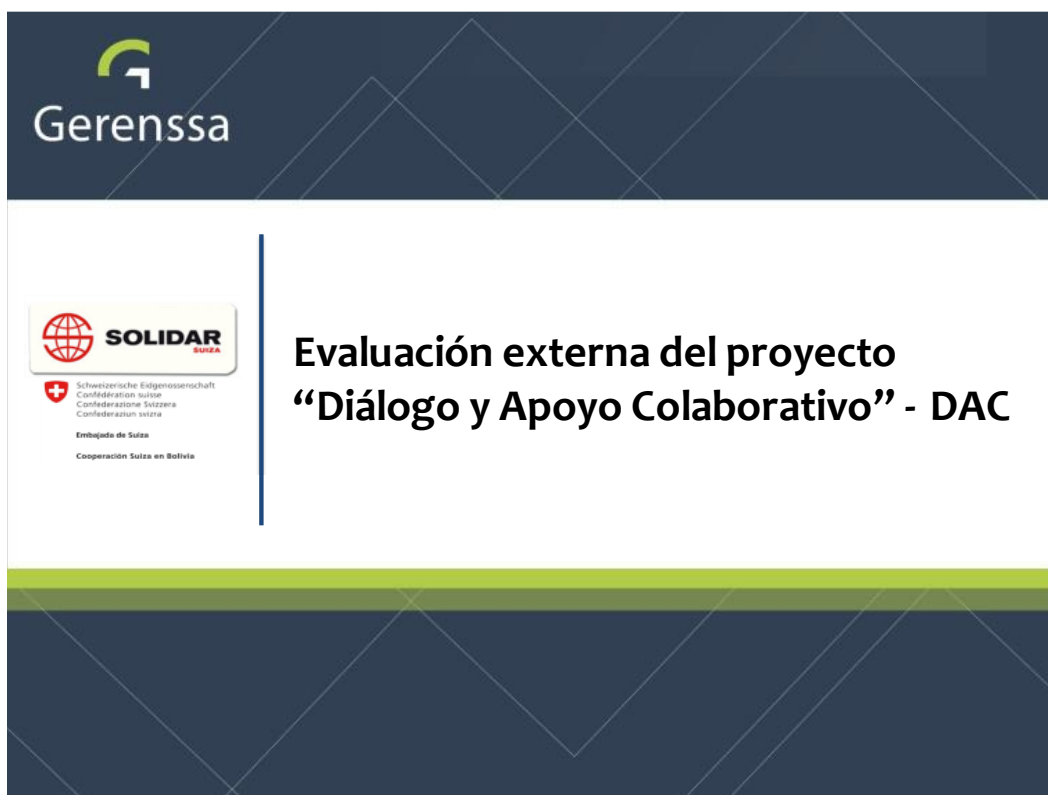 Gerenssa
SOLIDAR
SUIZA
Schweizerische Eidgenossenschaft
Confédération suisse
Confederazione Svizzera
Confederaziun svizra
Embajada de Suiza
Cooperación Suiza en Bolivia
Evaluación externa del proyecto
“Diálogo y Apoyo Colaborativo” - DAC